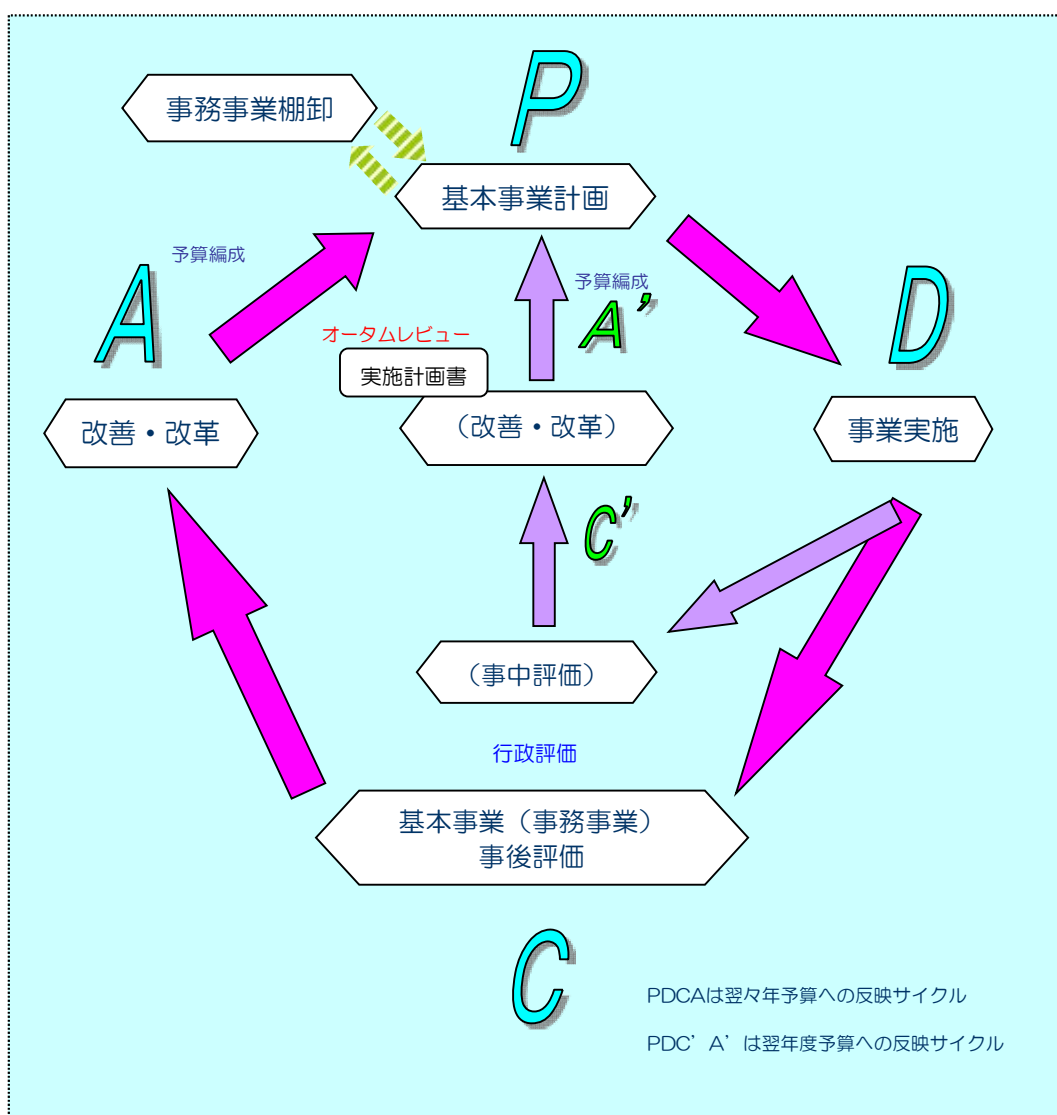 P
事務事業棚卸
基本事業計画
予算編成
A
予算編成
A’
D
オータムレビュー
実施計画書
改善・改革
（改善・改革）
事業実施
C’
（事中評価）
行政評価
基本事業（事務事業）
事後評価
C
PDCAは翌々年予算への反映サイクル
PDC’A’は翌年度予算への反映サイクル